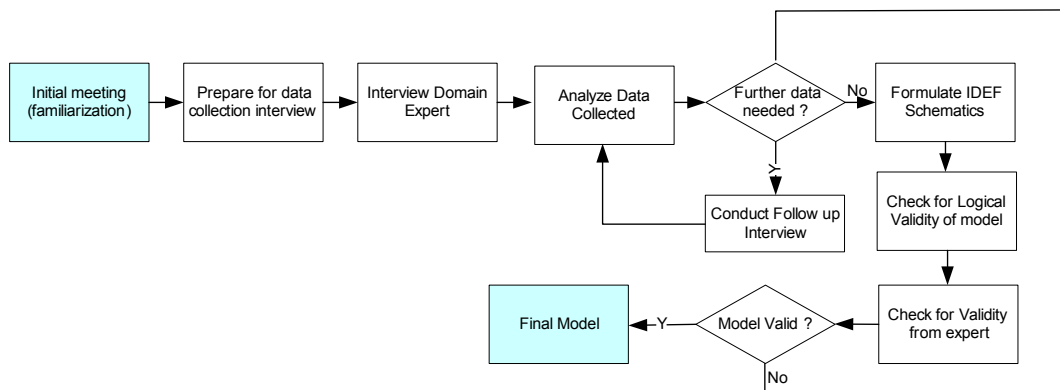 Initial meeting
(familiarization)
Prepare for data
collection interview
Interview Domain
Expert
Analyze Data
Collected
Further data
needed ?
No
Formulate IDEF
Schematics
Y
Conduct Follow up
Interview
Check for Logical
Validity of model
Check for Validity
from expert
Model Valid ?
Y
Final Model
No